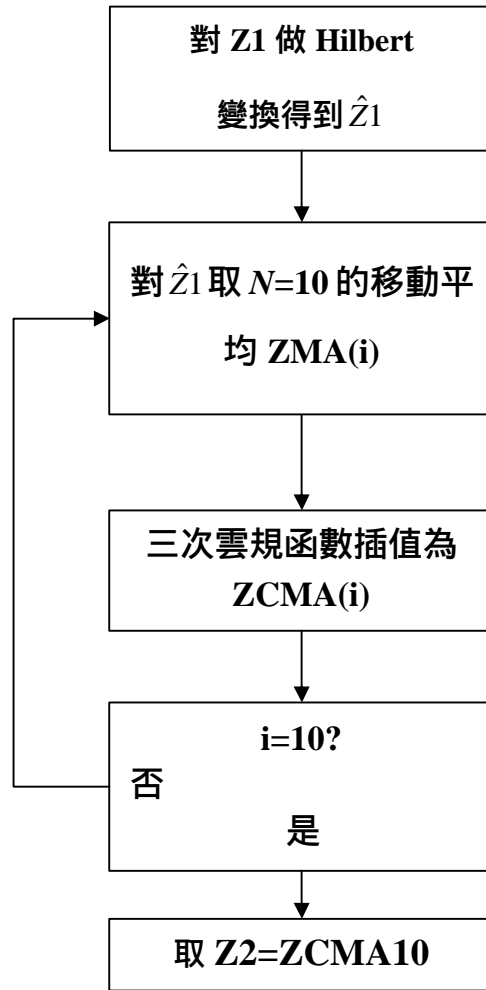 對 Z1 做 Hilbert
變換得到 Ẑ1
對 Ẑ1 取 N=10 的移動平
均 ZMA(i)
三次雲規函數插值為
ZCMA(i)
i=10?
否
是
取 Z2=ZCMA10